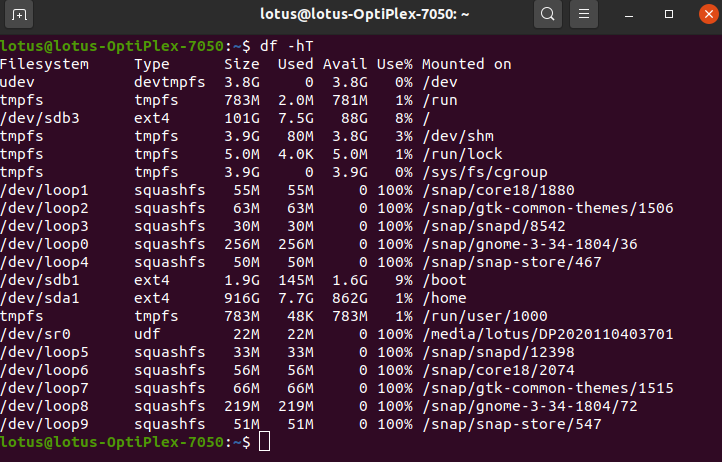 lotus@lotus-OptiPlex-7050: ~
lotus@lotus-OptiPlex-7050:~$ df -hT
Filesystem     Type      Size  Used Avail Use% Mounted on
udev           devtmpfs  3.8G     0  3.8G   0% /dev
tmpfs          tmpfs     783M  2.0M  781M   1% /run
/dev/sdb3      ext4      101G  7.5G   88G   8% /
tmpfs          tmpfs     3.9G   80M  3.8G   3% /dev/shm
tmpfs          tmpfs     5.0M  4.0K  5.0M   1% /run/lock
tmpfs          tmpfs     3.9G     0  3.9G   0% /sys/fs/cgroup
/dev/loop1     squashfs   55M   55M     0 100% /snap/core18/1880
/dev/loop2     squashfs   63M   63M     0 100% /snap/gtk-common-themes/1506
/dev/loop3     squashfs   30M   30M     0 100% /snap/snapd/8542
/dev/loop0     squashfs  256M  256M     0 100% /snap/gnome-3-34-1804/36
/dev/loop4     squashfs   50M   50M     0 100% /snap/snap-store/467
/dev/sdb1      ext4      1.9G  145M  1.6G   9% /boot
/dev/sda1      ext4      916G  7.7G  862G   1% /home
tmpfs          tmpfs     783M   48K  783M   1% /run/user/1000
/dev/sr0       udf        22M   22M     0 100% /media/lotus/DP2020110403701
/dev/loop5     squashfs   33M   33M     0 100% /snap/snapd/12398
/dev/loop6     squashfs   56M   56M     0 100% /snap/core18/2074
/dev/loop7     squashfs   66M   66M     0 100% /snap/gtk-common-themes/1515
/dev/loop8     squashfs  219M  219M     0 100% /snap/gnome-3-34-1804/72
/dev/loop9     squashfs   51M   51M     0 100% /snap/snap-store/547
lotus@lotus-OptiPlex-7050:~$